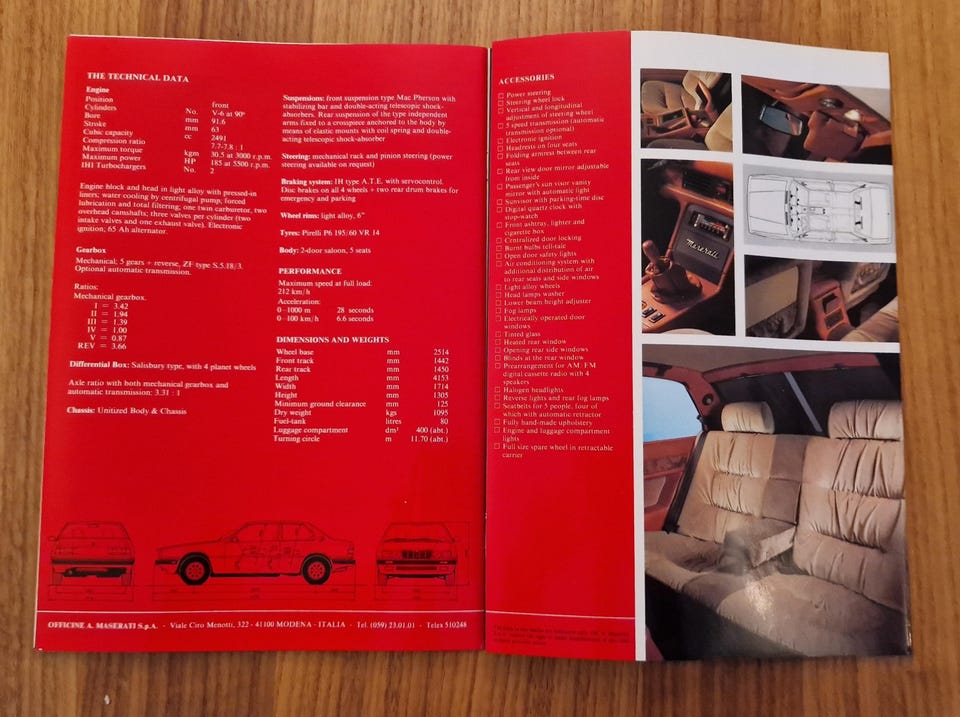 THE TECHNICAL DATA
Engine
Position front
Cylinders No. V-6 at 90°
Bore mm 91.6
Stroke mm 63
Cubic capacity cc 2491
Compression ratio 7.7-7.8 : 1
Maximum torque kgm 30.5 at 3000 r.p.m.
Maximum power HP 185 at 5500 r.p.m.
IHI Turbochargers No. 2
Engine block and head in light alloy with pressed-in
liners; water cooling by centrifugal pump; forced
lubrication and total filtering; one twin carburetor, two
overhead camshafts; three valves per cylinder (two
intake valves and one exhaust valve). Electronic
ignition; 65 Ah alternator.
Gearbox
Mechanical; 5 gears + reverse, ZF type S.5.18/3.
Optional automatic transmission.
Ratios:
Mechanical gearbox.
I = 3.42
II = 1.94
III = 1.39
IV = 1.00
V = 0.87
REV = 3.66
Differential Box: Salisbury type, with 4 planet wheels
Axle ratio with both mechanical gearbox and
automatic transmission: 3.31 : 1
Chassis: Unitized Body & Chassis
Suspensions: front suspension type Mac Pherson with
stabilizing bar and double-acting telescopic shock-
absorbers. Rear suspension of the type independent
arms fixed to a crosspiece anchored to the body by
means of elastic mounts with coil spring and double-
acting telescopic shock-absorber
Steering: mechanical rack and pinion steering (power
steering available on request)
Braking system: IH type A.T.E. with servocontrol.
Disc brakes on all 4 wheels + two rear drum brakes for
emergency and parking
Wheel rims: light alloy, 6"
Tyres: Pirelli P6 195/60 VR 14
Body: 2-door saloon, 5 seats
PERFORMANCE
Maximum speed at full load:
212 km/h
Acceleration:
0-1000 m 28 seconds
0-100 km/h 6.6 seconds
DIMENSIONS AND WEIGHTS
Wheel base mm 2514
Front track mm 1442
Rear track mm 1450
Length mm 4153
Width mm 1714
Height mm 1305
Minimum ground clearance mm 125
Dry weight kgs 1095
Fuel-tank litres 80
Luggage compartment dm³ 400 (abt.)
Turning circle m 11.70 (abt.)
OFFICINE A. MASERATI S.p.A. - Viale Ciro Menotti, 322 - 41100 MODENA - ITALIA - Tel. (059) 23.01.01 - Telex 510248
ACCESSORIES
Power steering
Steering wheel lock
Vertical and longitudinal
adjustment of steering wheel
5 speed transmission (automatic
transmission optional)
Electronic ignition
Headrests on four seats
Folding armrest between rear
seats
Rear view door mirror adjustable
from inside
Passenger's sun visor vanity
mirror with automatic light
Sunvisor with parking-time disc
Digital quartz clock with
stop-watch
Front ashtray, lighter and
cigarette box
Centralized door locking
Burnt bulbs tell-tale
Open door safety lights
Air conditioning system with
additional distribution of air
to rear seats and side windows
Light alloy wheels
Head lamps washer
Lower beam height adjuster
Fog lamps
Electrically operated door
windows
Tinted glass
Heated rear window
Opening rear side windows
Blinds at the rear window
Prearrangement for AM/FM
digital cassette radio with 4
speakers
Halogen headlights
Reverse lights and rear fog lamps
Seatbelts for 5 people, four of
which with automatic retractor
Fully hand-made upholstery
Engine and luggage compartment
lights
Full size spare wheel in retractable
carrier
Maserati